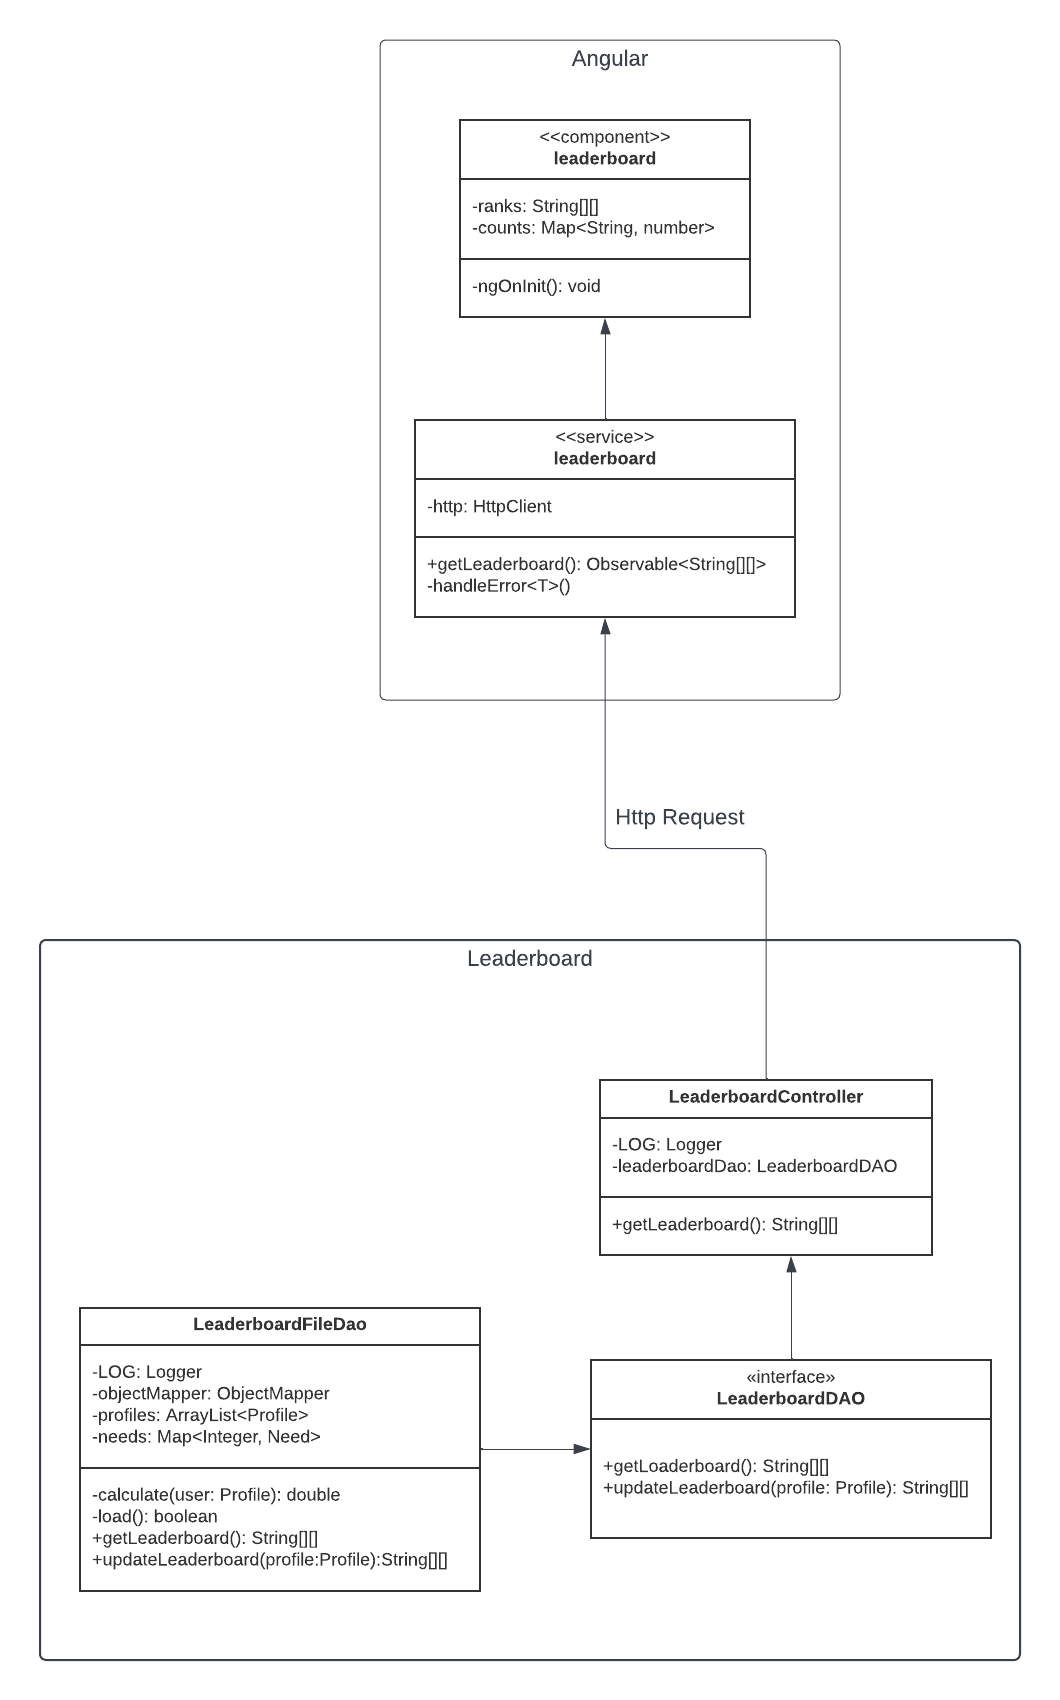 Angular
<<component>>
leaderboard
-ranks: String[][]
-counts: Map<String, number>
-ngOnInit(): void
<<service>>
leaderboard
-http: HttpClient
+getLeaderboard(): Observable<String[][]>
-handleError<T>()
Http Request
Leaderboard
LeaderboardController
-LOG: Logger
-leaderboardDao: LeaderboardDAO
+getLeaderboard(): String[][]
LeaderboardFileDao
-LOG: Logger
-objectMapper: ObjectMapper
-profiles: ArrayList<Profile>
-needs: Map<Integer, Need>
-calculate(user: Profile): double
-load(): boolean
+getLeaderboard(): String[][]
+updateLeaderboard(profile:Profile):String[][]
«interface»
LeaderboardDAO
+getLoaderboard(): String[][]
+updateLeaderboard(profile: Profile): String[][]